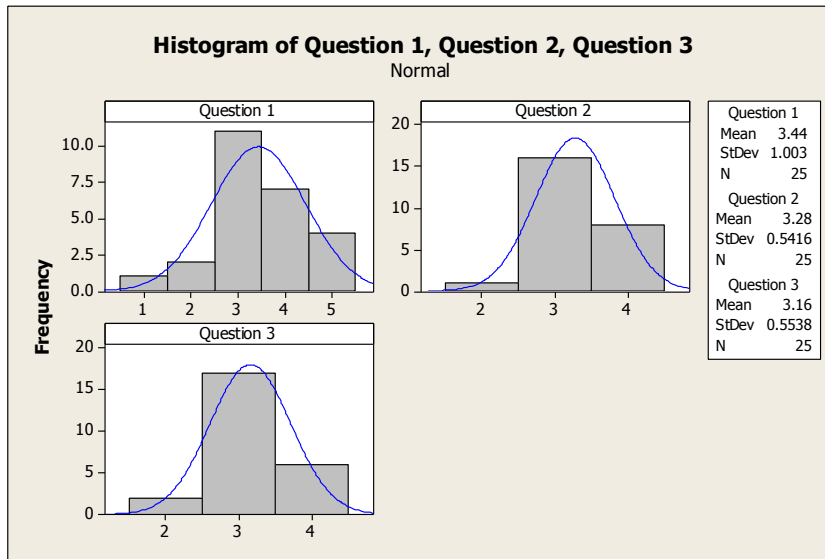 Histogram of Question 1, Question 2, Question 3
Normal
Frequency
Question 1
10.0
7.5
5.0
2.5
0.0
1 2 3 4 5
Question 2
20
15
10
5
0
2 3 4
Question 3
20
15
10
5
0
2 3 4
Question 1
Mean 3.44
StDev 1.003
N 25
Question 2
Mean 3.28
StDev 0.5416
N 25
Question 3
Mean 3.16
StDev 0.5538
N 25